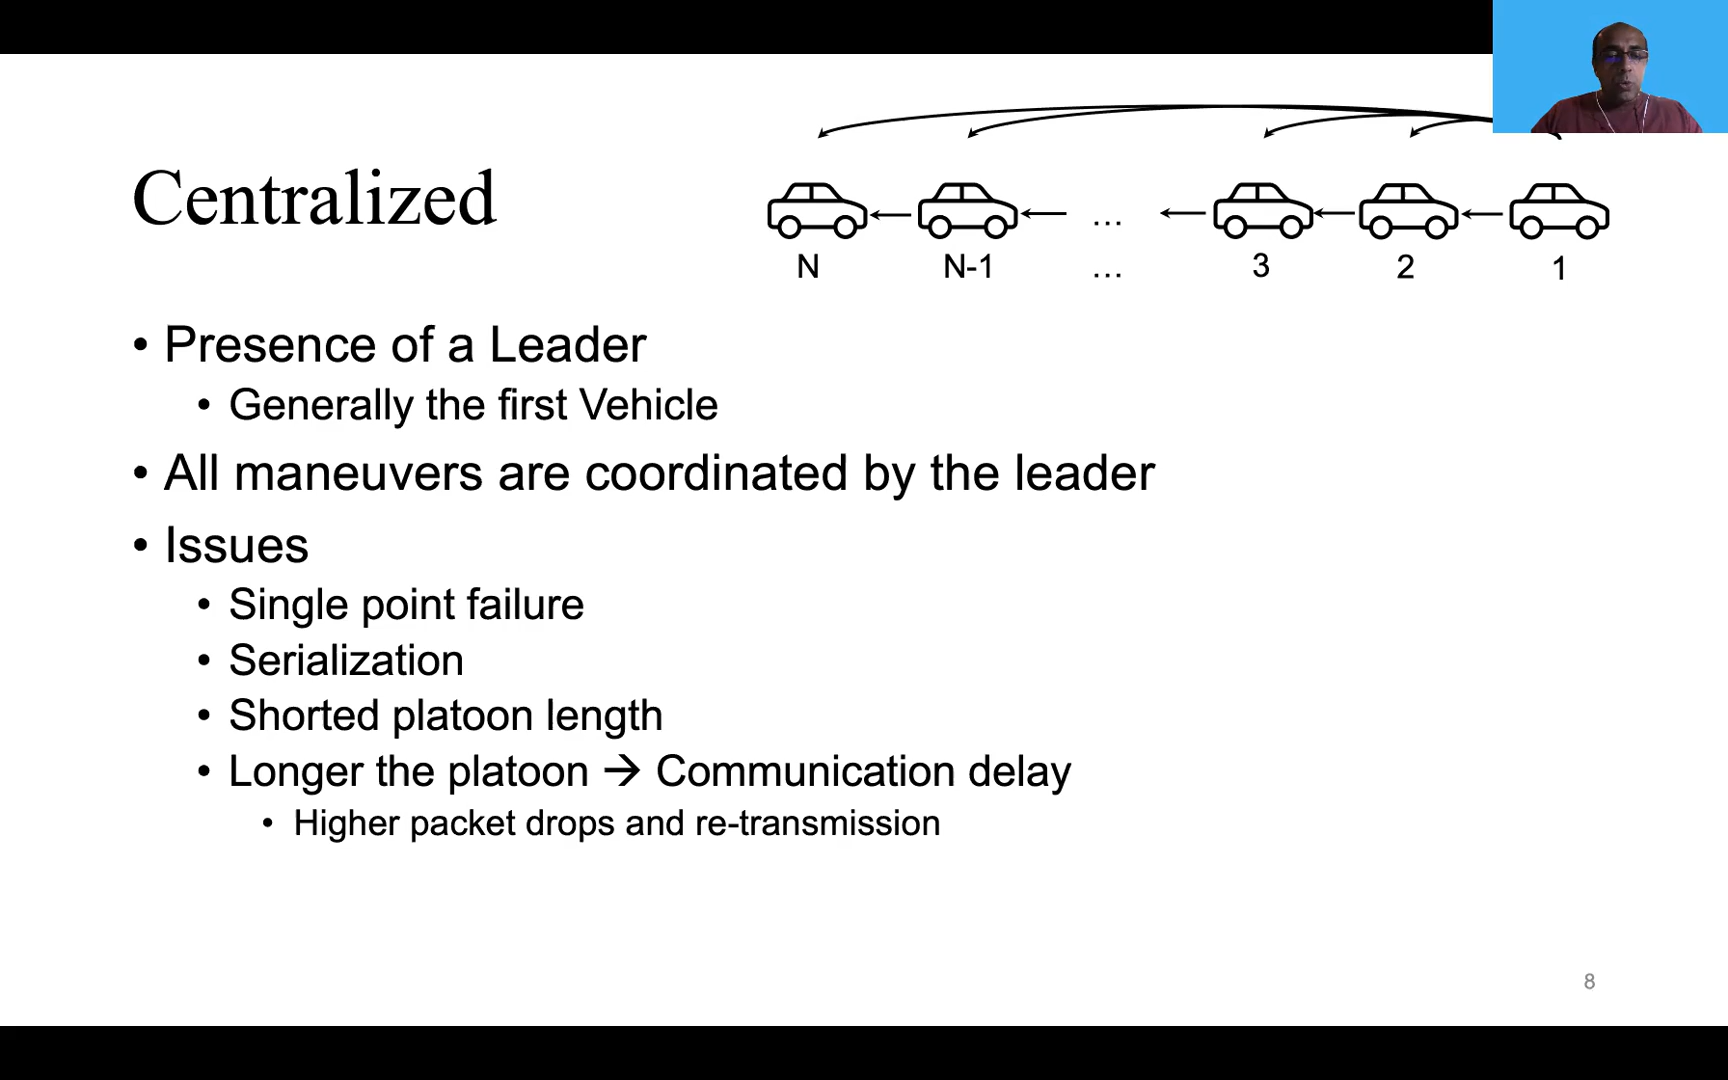 Centralized
N N-1 ... 3 2 1
...
• Presence of a Leader
• Generally the first Vehicle
• All maneuvers are coordinated by the leader
• Issues
• Single point failure
• Serialization
• Shorted platoon length
• Longer the platoon → Communication delay
• Higher packet drops and re-transmission
8